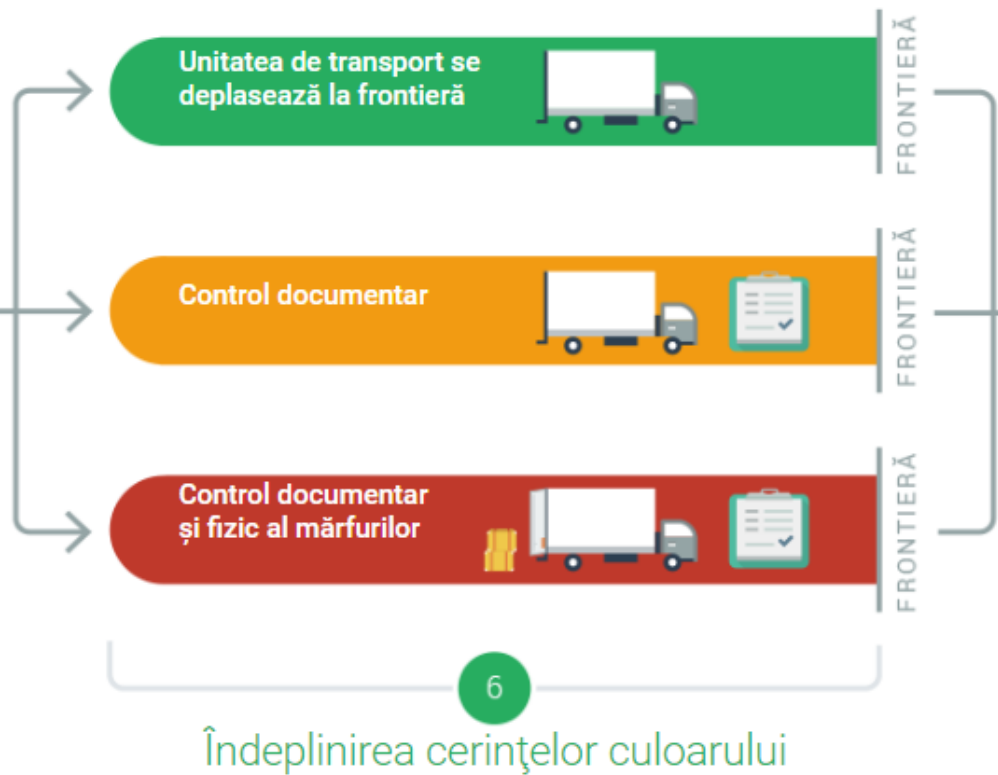 Unitatea de transport se
deplasează la frontieră
FRONTIERĂ
Control documentar
FRONTIERĂ
Control documentar
și fizic al mărfurilor
FRONTIERĂ
6
Îndeplinirea cerinţelor culoarului